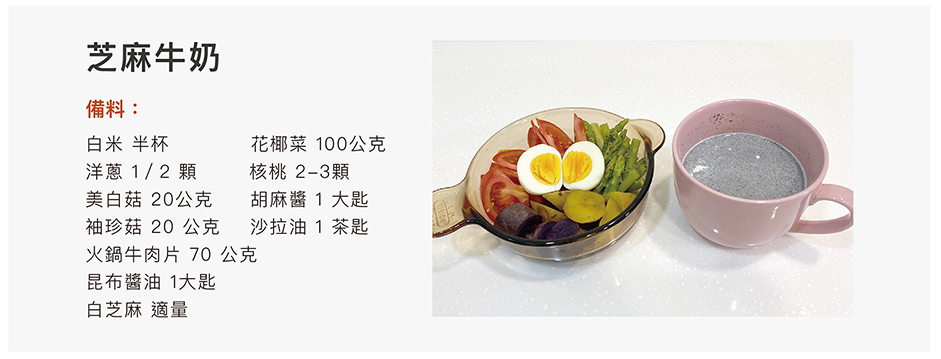 芝麻牛奶
備料：
白米 半杯
洋蔥 1/2 顆
美白菇 20公克
袖珍菇 20 公克
火鍋牛肉片 70 公克
昆布醬油 1大匙
白芝麻 適量
花椰菜 100公克
核桃 2-3顆
胡麻醬 1 大匙
沙拉油 1 茶匙